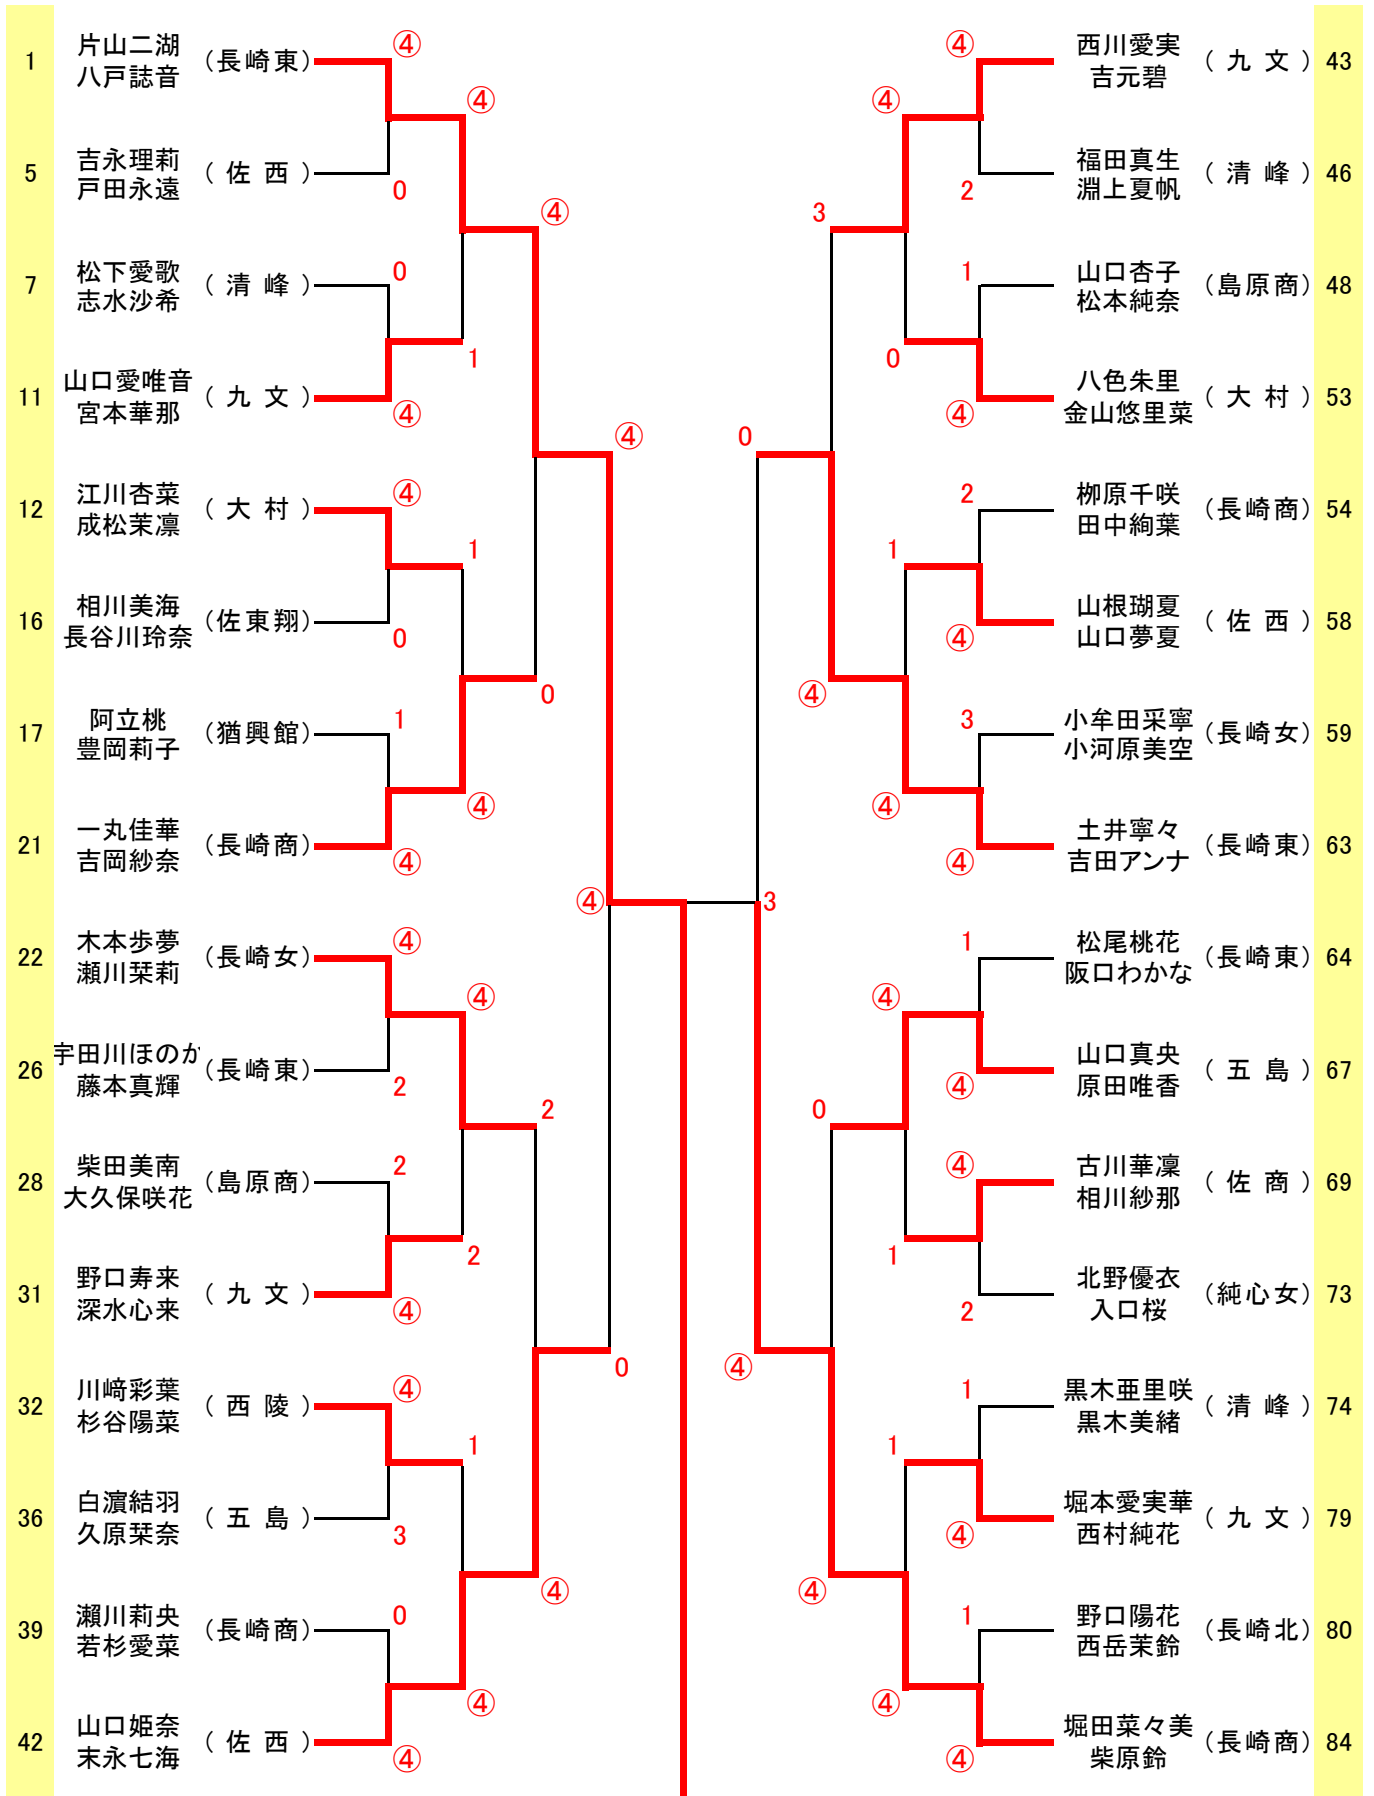 1 片山二湖 八戸誌音 (長崎東) ④
5 吉永理莉 戸田永遠 (佐 西) 0
④
7 松下愛歌 志水沙希 (清 峰) 0
11 山口愛唯音 宮本華那 (九 文) ④
1
④
12 江川杏菜 成松茉凛 (大 村) ④
16 相川美海 長谷川玲奈 (佐東翔) 0
1
17 阿立桃 豊岡莉子 (猶興館) 1
21 一丸佳華 吉岡紗奈 (長崎商) ④
④
0
④
22 木本歩夢 瀬川栞莉 (長崎女) ④
26 宇田川ほのか 藤本真輝 (長崎東) 2
④
28 柴田美南 大久保咲花 (島原商) 2
31 野口寿来 深水心来 (九 文) ④
2
2
32 川﨑彩葉 杉谷陽菜 (西 陵) ④
36 白濵結羽 久原栞奈 (五 島) 3
1
39 瀨川莉央 若杉愛菜 (長崎商) 0
42 山口姫奈 末永七海 (佐 西) ④
④
④
0
④
3
④ 西川愛実 吉元碧 (九 文) 43
2 福田真生 淵上夏帆 (清 峰) 46
④
1 山口杏子 松本純奈 (島原商) 48
④ 八色朱里 金山悠里菜 (大 村) 53
0
3
2 栁原千咲 田中絢葉 (長崎商) 54
④ 山根瑚夏 山口夢夏 (佐 西) 58
1
3 小牟田采寧 小河原美空 (長崎女) 59
④ 土井寧々 吉田アンナ (長崎東) 63
④
④
0
1 松尾桃花 阪口わかな (長崎東) 64
④ 山口真央 原田唯香 (五 島) 67
④
④ 古川華凜 相川紗那 (佐 商) 69
2 北野優衣 入口桜 (純心女) 73
1
0
1 黒木亜里咲 黒木美緒 (清 峰) 74
④ 堀本愛実華 西村純花 (九 文) 79
1
1 野口陽花 西岳茉鈴 (長崎北) 80
④ 堀田菜々美 柴原鈴 (長崎商) 84
④
④
④